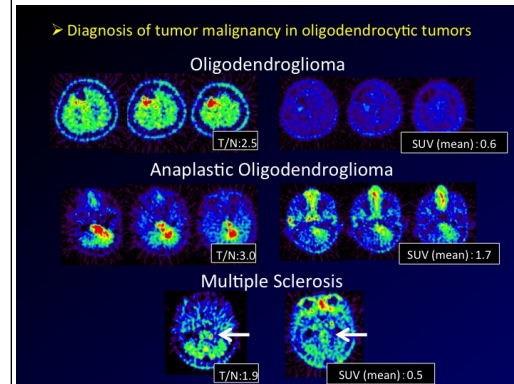 ➢ Diagnosis of tumor malignancy in oligodendrocytic tumors
Oligodendroglioma
T/N:2.5
SUV (mean) : 0.6
Anaplastic Oligodendroglioma
T/N:3.0
SUV (mean) : 1.7
Multiple Sclerosis
T/N:1.9
SUV (mean) : 0.5